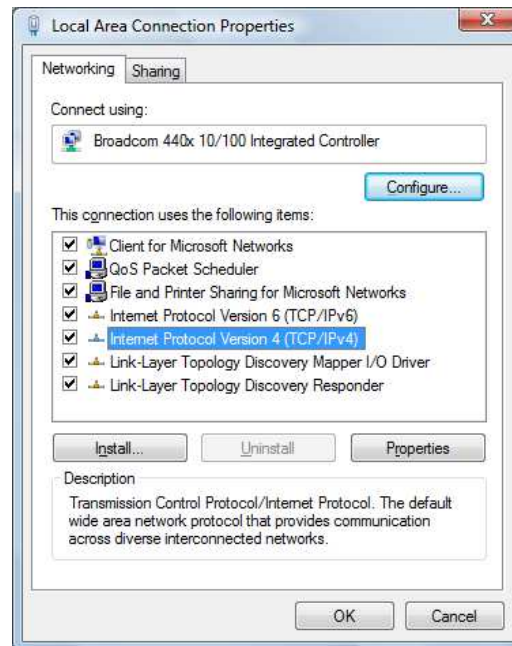 Local Area Connection Properties
Networking
Sharing
Connect using:
Broadcom 440x 10/100 Integrated Controller
Configure...
This connection uses the following items:
Client for Microsoft Networks
QoS Packet Scheduler
File and Printer Sharing for Microsoft Networks
Internet Protocol Version 6 (TCP/IPv6)
Internet Protocol Version 4 (TCP/IPv4)
Link-Layer Topology Discovery Mapper I/O Driver
Link-Layer Topology Discovery Responder
Install...
Uninstall
Properties
Description
Transmission Control Protocol/Internet Protocol. The default
wide area network protocol that provides communication
across diverse interconnected networks.
OK
Cancel